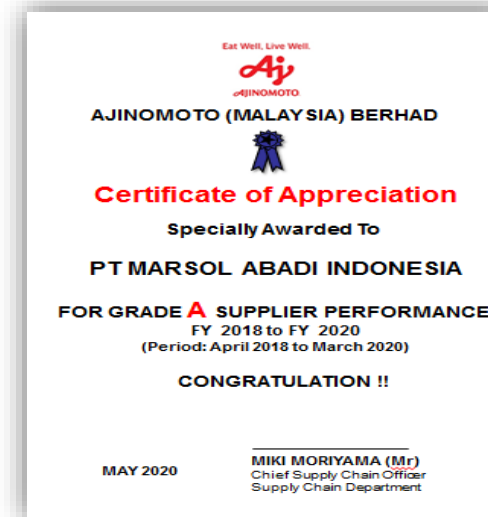 Eat Well, Live Well.
Aj
AJINOMOTO
AJINOMOTO (MALAYSIA) BERHAD
Certificate of Appreciation
Specially Awarded To
PT MARSOL ABADI INDONESIA
FOR GRADE A SUPPLIER PERFORMANCE
FY 2018 to FY 2020
(Period: April 2018 to March 2020)
CONGRATULATION !!
MAY 2020
MIKI MORIYAMA (Mr)
Chief Supply Chain Officer
Supply Chain Department